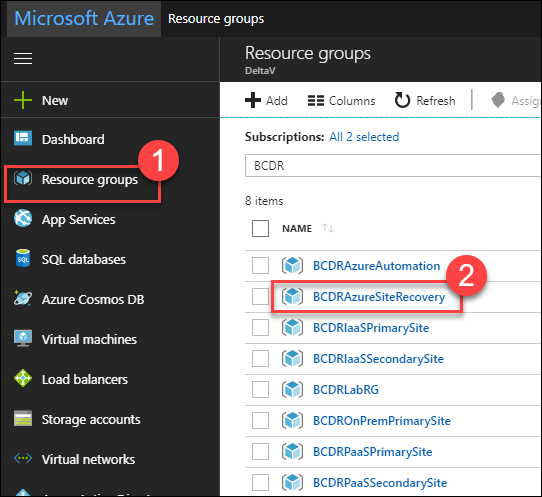 Microsoft Azure Resource groups
Resource groups
DeltaV
New
Dashboard
Resource groups
1
App Services
SQL databases
Azure Cosmos DB
Virtual machines
Load balancers
Storage accounts
Virtual networks
Add Columns Refresh Assig
Subscriptions: All 2 selected
BCDR
8 items
NAME
BCDRAzureAutomation
BCDRAzureSiteRecovery
2
BCDRIaaSPrimarySite
BCDRIaaSSecondarySite
BCDRLabRG
BCDROnPremPrimarySite
BCDRPaaSPrimarySite
BCDRPaaSSecondarySite